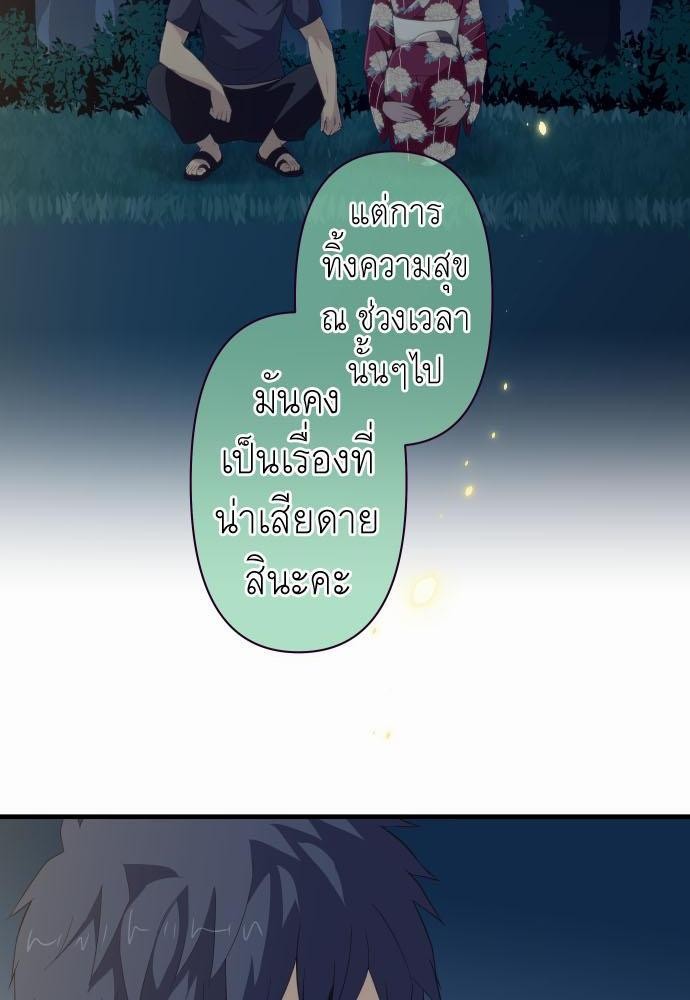 แต่การ
ทิ้งความสุข
ณ ช่วงเวลา
นั้นๆไป
มันคง
เป็นเรื่องที่
น่าเสียดาย
สินะคะ